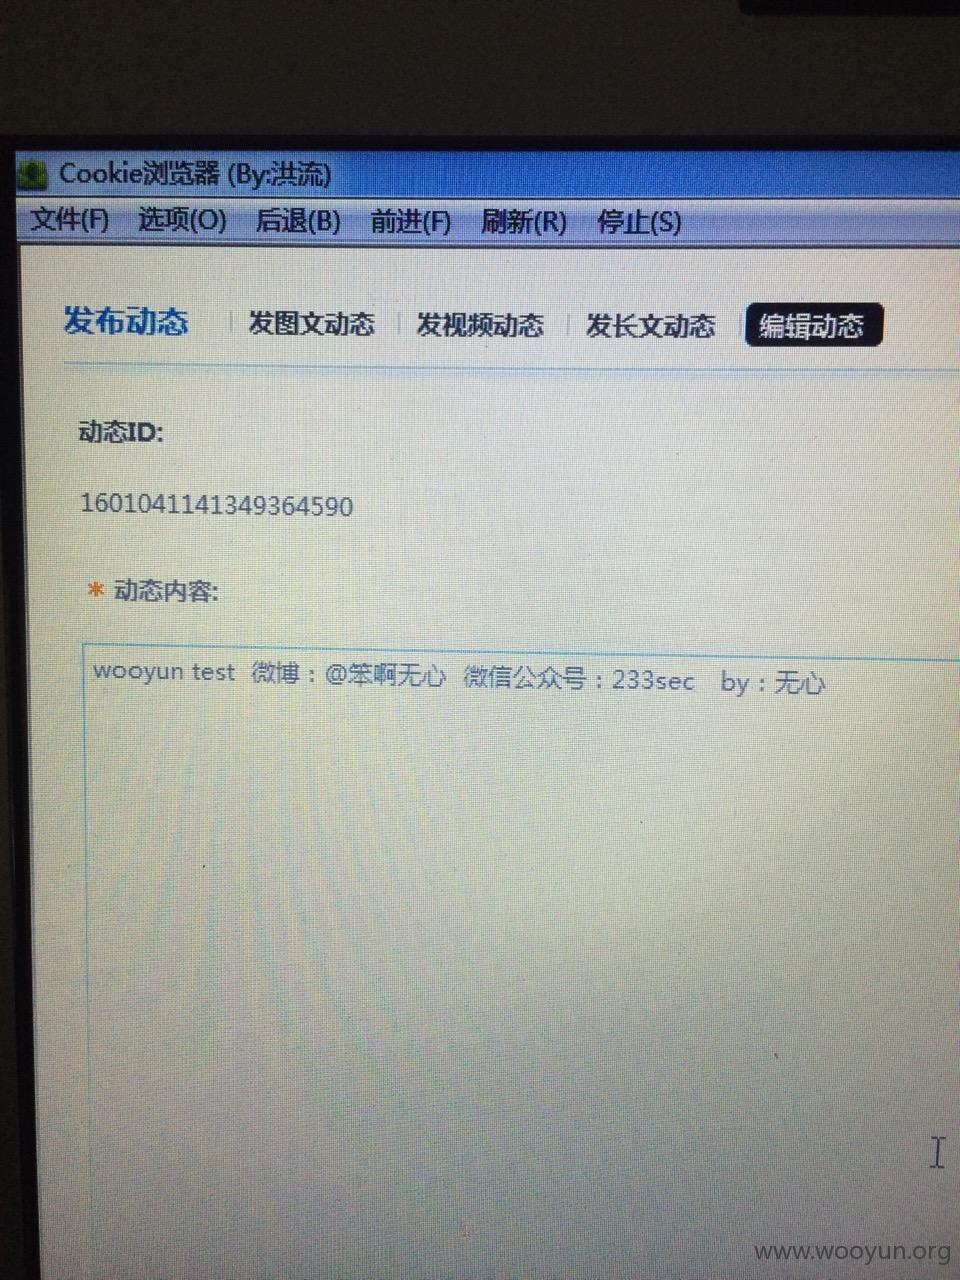 Cookie浏览器 (By:洪流)
文件(F) 选项(O) 后退(B) 前进(F) 刷新(R) 停止(S)
发布动态 发图文动态 发视频动态 发长文动态 编辑动态
动态ID:
1601041141349364590
* 动态内容:
wooyun test 微博：@笨啊无心 微信公众号：233sec by：无心
www.wooyun.org